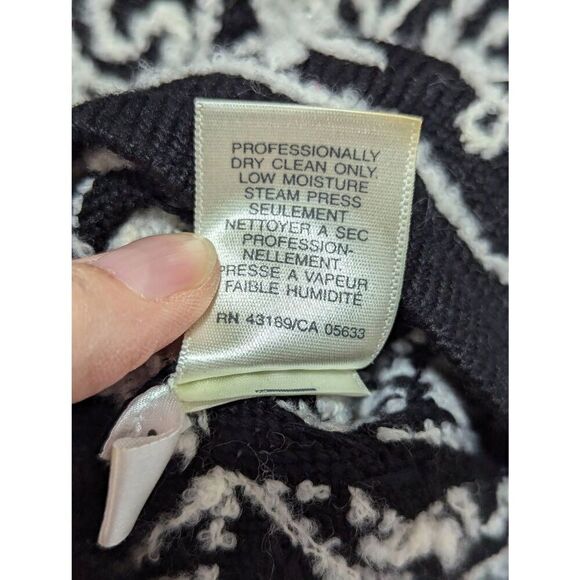 PROFESSIONALLY
DRY CLEAN ONLY.
LOW MOISTURE
STEAM PRESS
SEULEMENT
NETTOYER A SEC
PROFESSION-
NELLEMENT.
PRESSE A VAPEUR
FAIBLE HUMIDITÉ
RN 43189/CA 05633